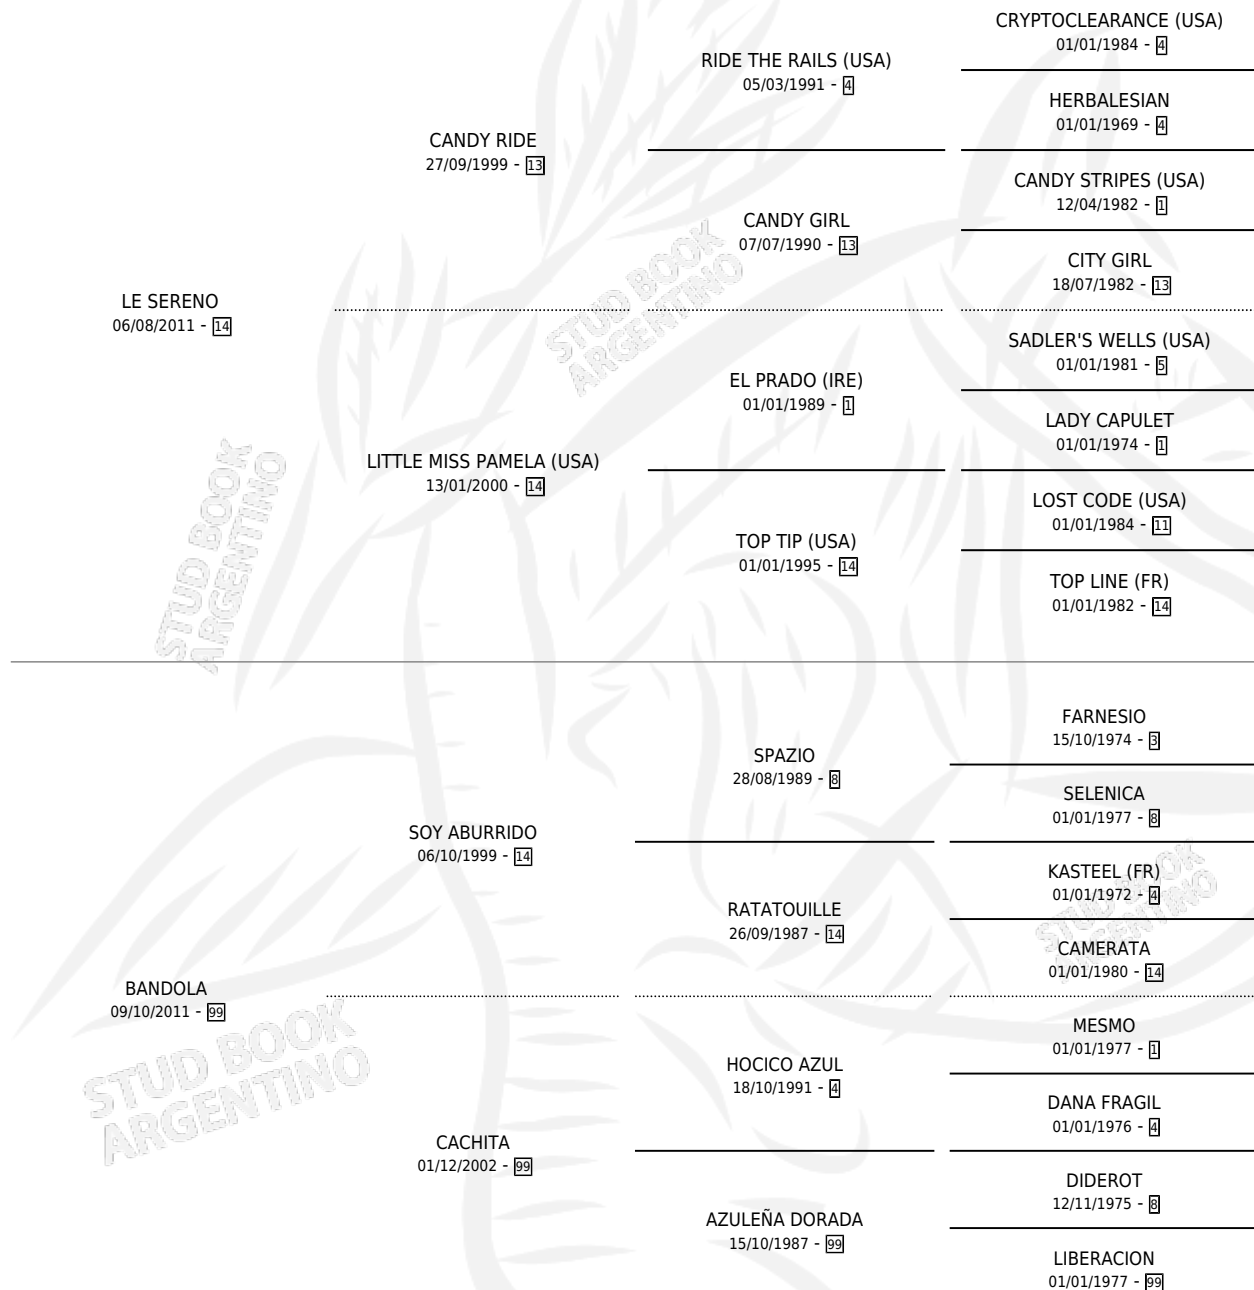 CRYPTOCLEARANCE (USA)
01/01/1984 - 4
RIDE THE RAILS (USA)
05/03/1991 - 4
HERBALESIAN
01/01/1969 - 4
CANDY RIDE
27/09/1999 - 13
CANDY STRIPES (USA)
12/04/1982 - 1
CANDY GIRL
07/07/1990 - 13
CITY GIRL
18/07/1982 - 13
LE SERENO
06/08/2011 - 14
SADLER'S WELLS (USA)
01/01/1981 - 5
EL PRADO (IRE)
01/01/1989 - 1
LADY CAPULET
01/01/1974 - 1
LITTLE MISS PAMELA (USA)
13/01/2000 - 14
LOST CODE (USA)
01/01/1984 - 11
TOP TIP (USA)
01/01/1995 - 14
TOP LINE (FR)
01/01/1982 - 14
STUD BOOK
ARGENTINO
STUD BOOK
ARGENTINO
FARNESIO
15/10/1974 - 3
SPAZIO
28/08/1989 - 8
SELENICA
01/01/1977 - 8
SOY ABURRIDO
06/10/1999 - 14
KASTEEL (FR)
01/01/1972 - 4
RATATOUILLE
26/09/1987 - 14
CAMERATA
01/01/1980 - 14
STUD BOOK
ARGENTINO
BANDOLA
09/10/2011 - 99
MESMO
01/01/1977 - 1
HOCICO AZUL
18/10/1991 - 4
DANA FRAGIL
01/01/1976 - 4
STUD BOOK
ARGENTINO
CACHITA
01/12/2002 - 99
DIDEROT
12/11/1975 - 8
AZULEÑA DORADA
15/10/1987 - 99
LIBERACION
01/01/1977 - 99